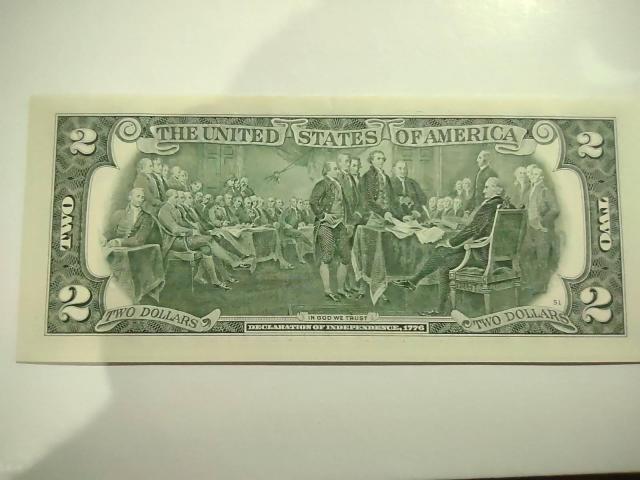 2 THE UNITED STATES OF AMERICA 2
TWO
TWO
2 TWO DOLLARS
IN GOD WE TRUST
51
TWO DOLLARS 2
DECLARATION OF INDEPENDENCE, 1776